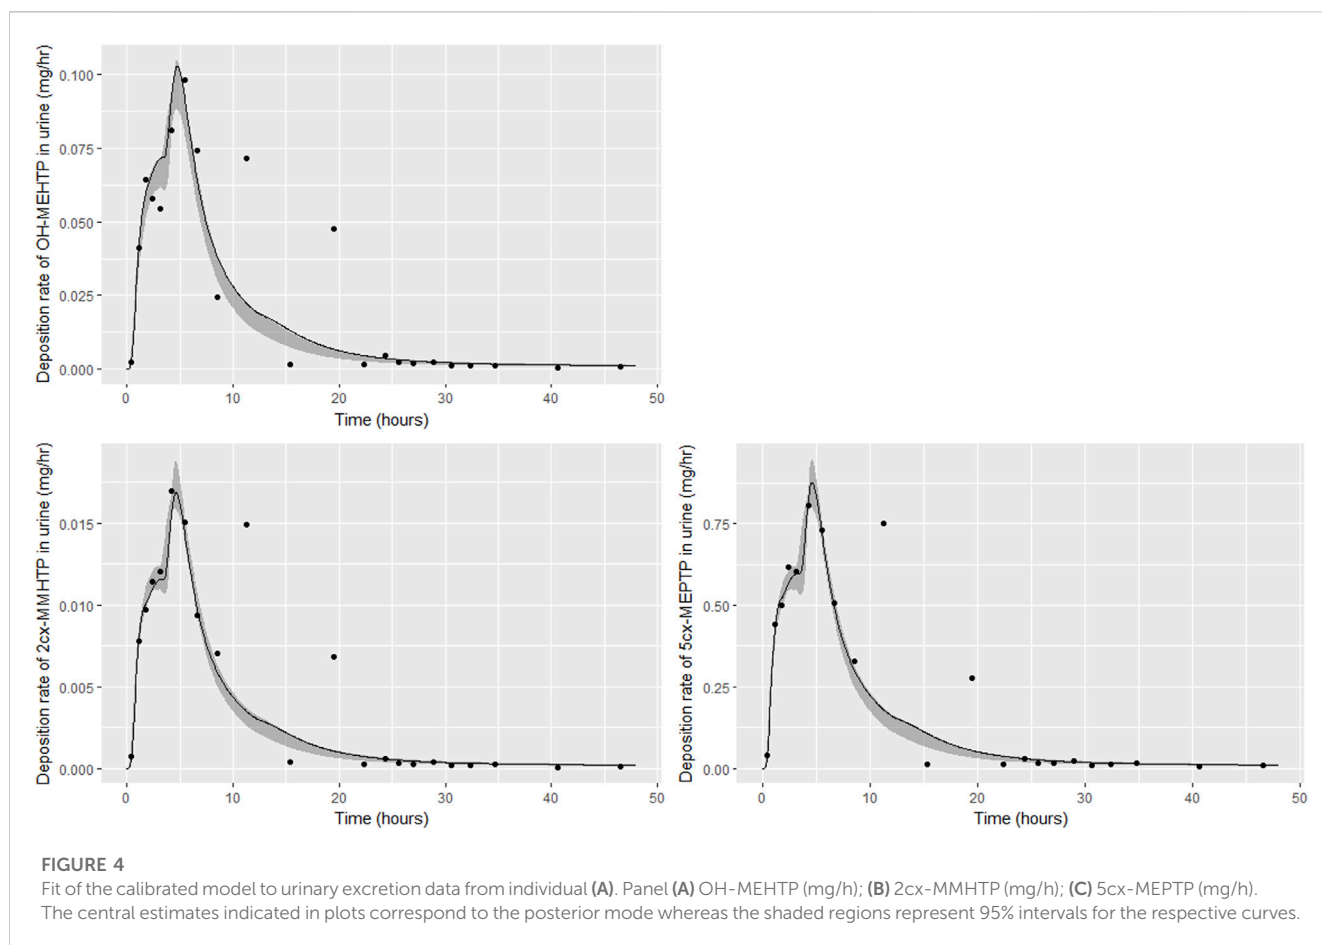 Deposition rate of OH-MEHTP in urine (mg/hr)
0.100
0.075
0.050
0.025
0.000
0 10 20 30 40 50
Time (hours)
Deposition rate of 2cx-MMHTP in urine (mg/hr)
0.015
0.010
0.005
0.000
0 10 20 30 40 50
Time (hours)
Deposition rate of 5cx-MEPTP in urine (mg/hr)
0.75
0.50
0.25
0.00
0 10 20 30 40 50
Time (hours)
FIGURE 4
Fit of the calibrated model to urinary excretion data from individual (A). Panel (A) OH-MEHTP (mg/h); (B) 2cx-MMHTP (mg/h); (C) 5cx-MEPTP (mg/h).
The central estimates indicated in plots correspond to the posterior mode whereas the shaded regions represent 95% intervals for the respective curves.